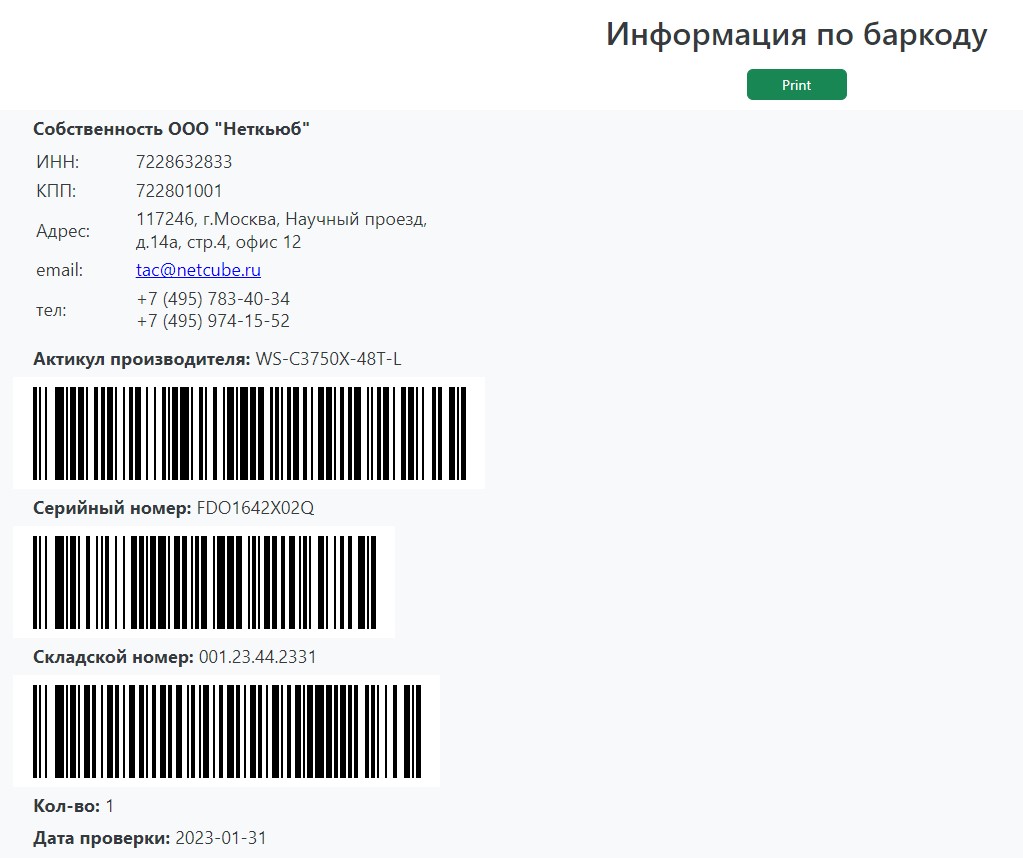 Информация по баркоду
Print
Собственность ООО "Неткьюб"
ИНН: 7228632833
КПП: 722801001
Адрес: 117246, г.Москва, Научный проезд,
д.14а, стр.4, офис 12
email: tac@netcube.ru
тел: +7 (495) 783-40-34
+7 (495) 974-15-52
Актикул производителя: WS-C3750X-48T-L
Серийный номер: FDO1642X02Q
Складской номер: 001.23.44.2331
Кол-во: 1
Дата проверки: 2023-01-31